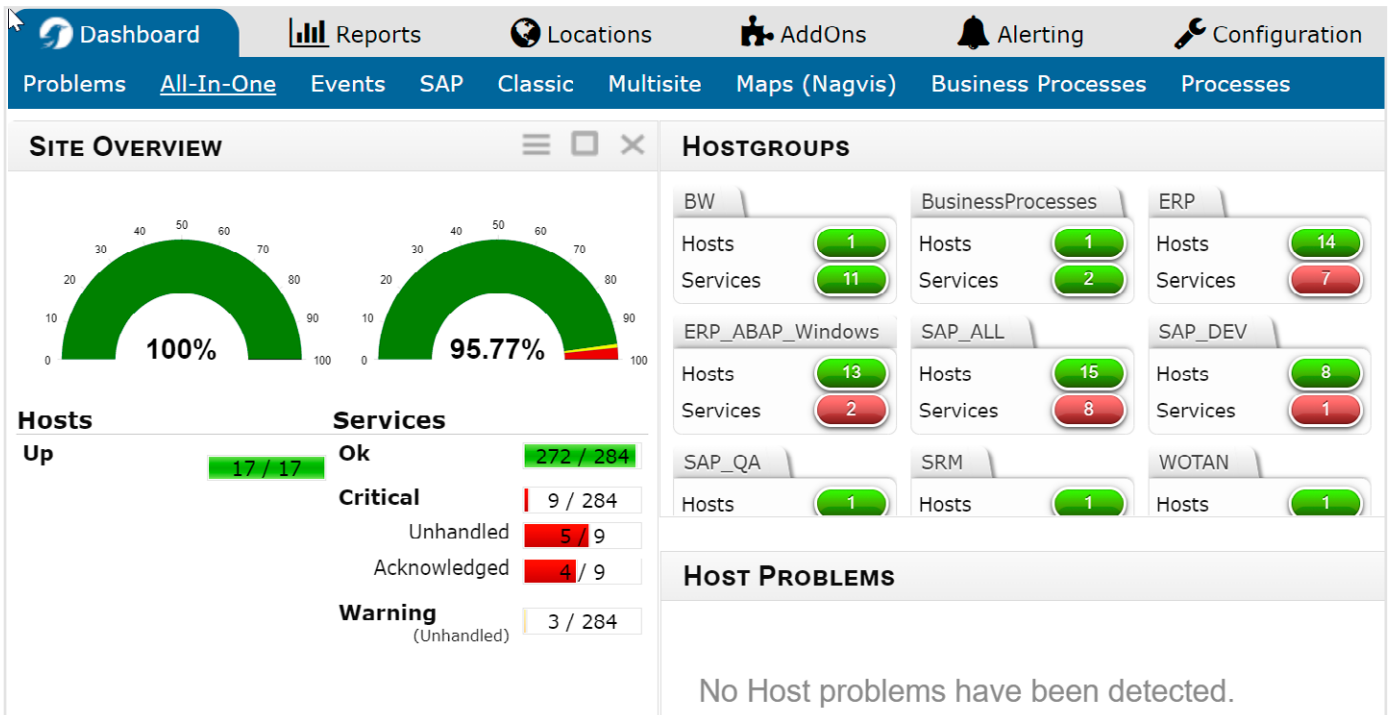 Dashboard Reports Locations AddOns Alerting Configuration
Problems All-In-One Events SAP Classic Multisite Maps (Nagvis) Business Processes Processes
SITE OVERVIEW
0 10 20 30 40 50 60 70 80 90 100
100%
0 10 20 30 40 50 60 70 80 90 100
95.77%
Hosts
Up 17 / 17
Services
Ok 272 / 284
Critical 9 / 284
Unhandled 5 / 9
Acknowledged 4 / 9
Warning 3 / 284
(Unhandled)
HOSTGROUPS
BW
Hosts 1
Services 11
BusinessProcesses
Hosts 1
Services 2
ERP
Hosts 14
Services 7
ERP_ABAP_Windows
Hosts 13
Services 2
SAP_ALL
Hosts 15
Services 8
SAP_DEV
Hosts 8
Services 1
SAP_QA
Hosts 1
SRM
Hosts 1
WOTAN
Hosts 1
HOST PROBLEMS
No Host problems have been detected.